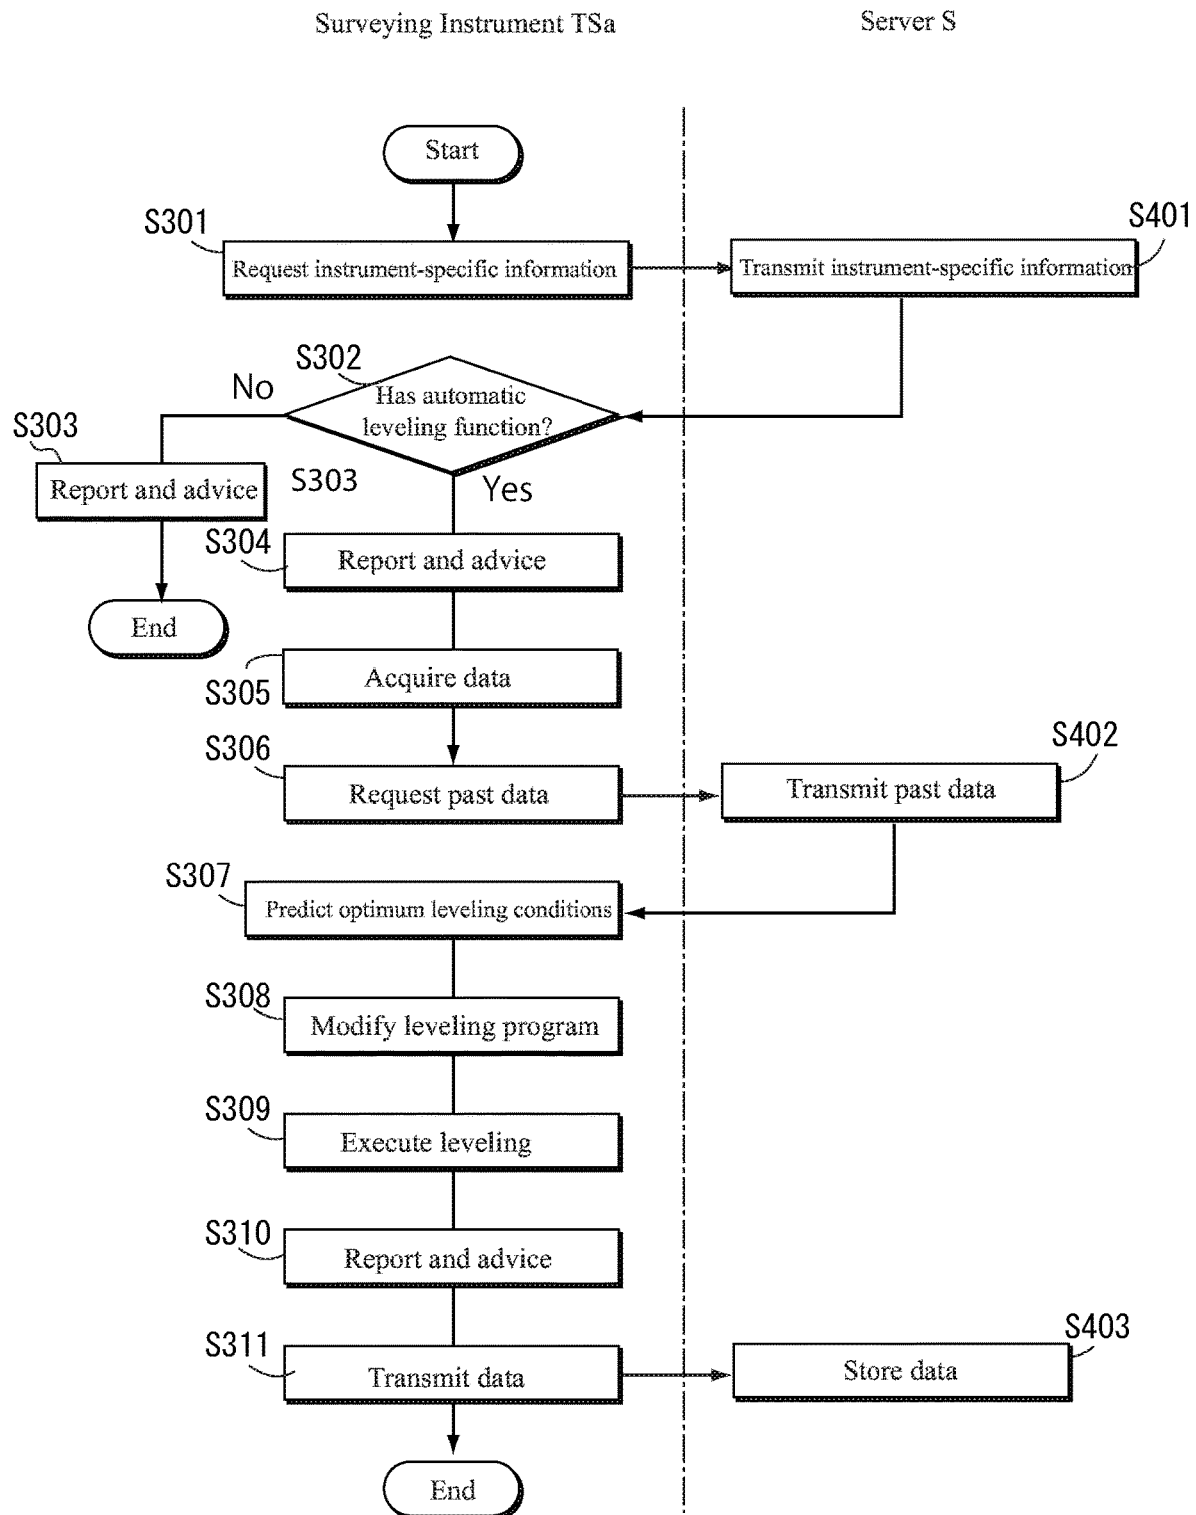 Surveying Instrument TSa
Server S
Start
S301
Request instrument-specific information
S401
Transmit instrument-specific information
S302
Has automatic
leveling function?
No
S303
Report and advice
End
S303
Yes
S304
Report and advice
S305
Acquire data
S306
Request past data
S402
Transmit past data
S307
Predict optimum leveling conditions
S308
Modify leveling program
S309
Execute leveling
S310
Report and advice
S311
Transmit data
S403
Store data
End